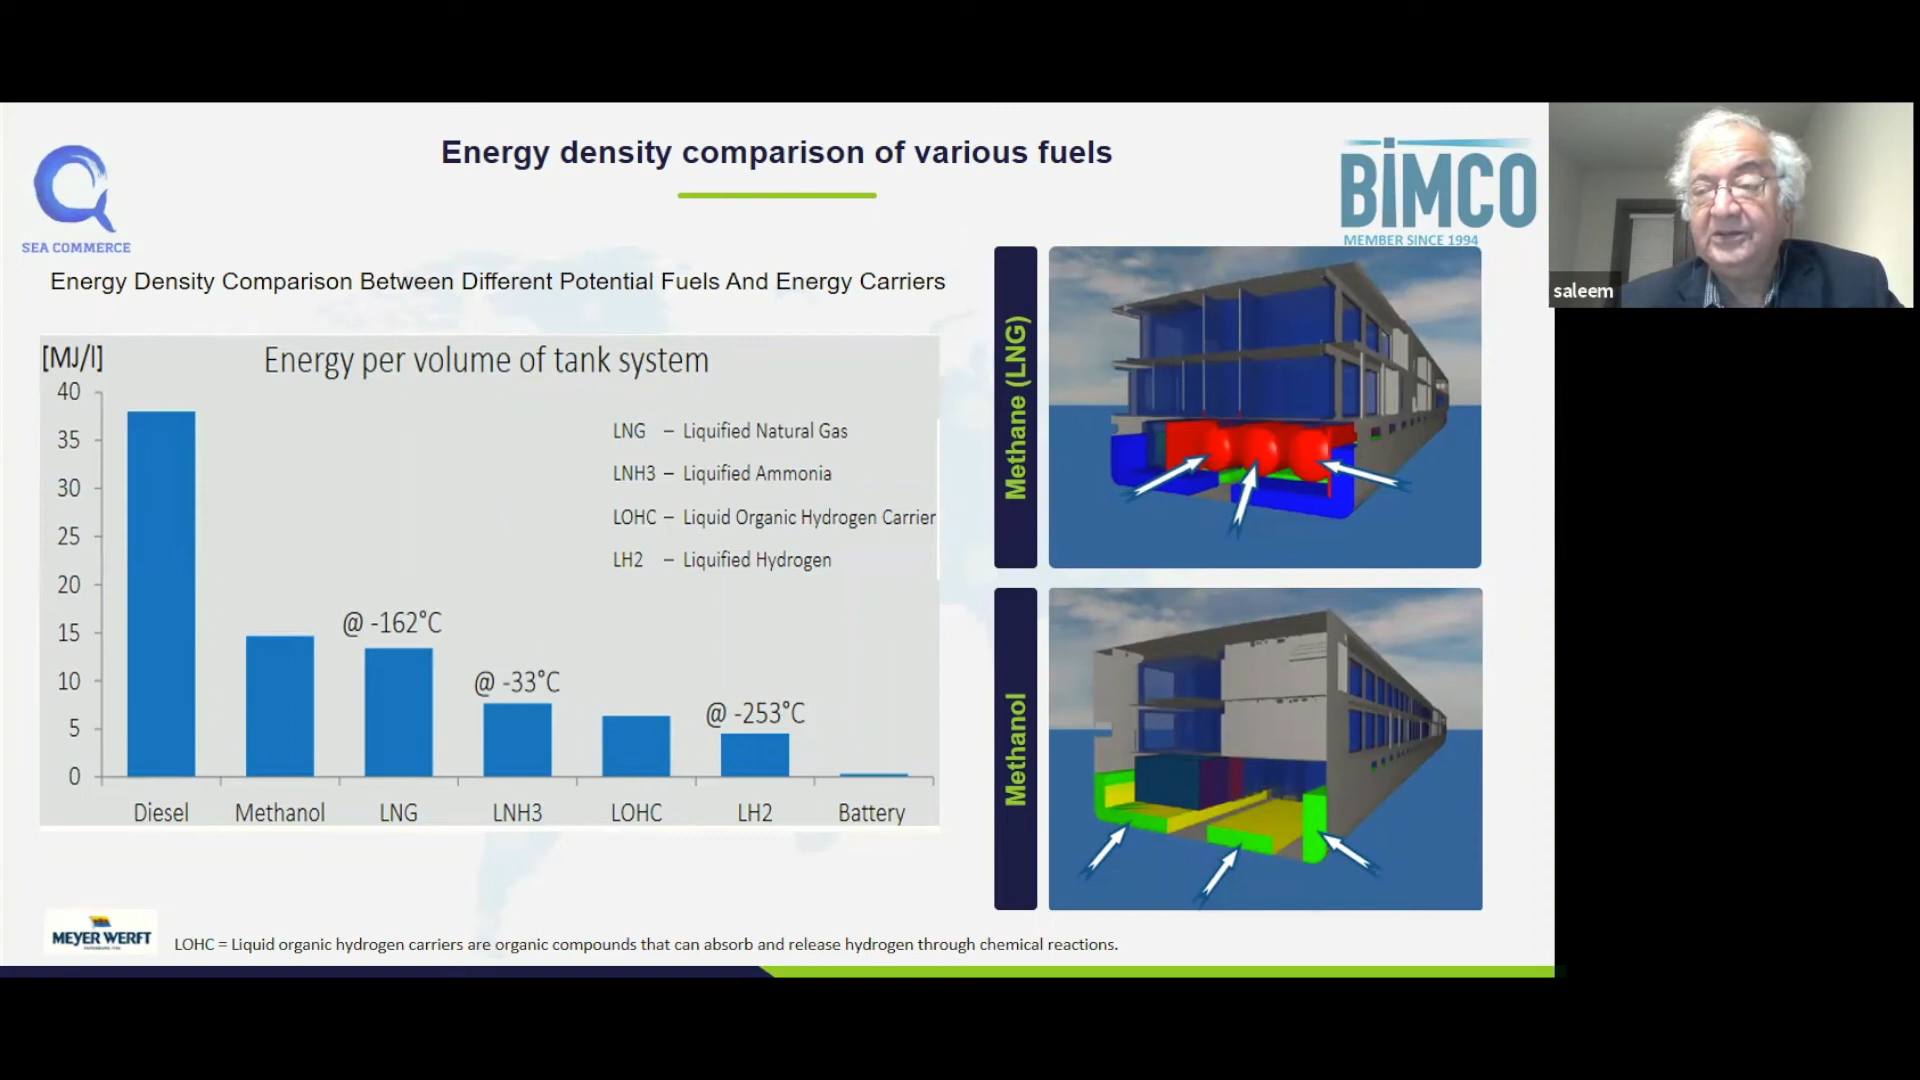 Energy density comparison of various fuels
SEA COMMERCE
BIMCO
MEMBER SINCE 1994
saleem
Energy Density Comparison Between Different Potential Fuels And Energy Carriers
[MJ/l]
Energy per volume of tank system
40
35
30
25
20
15
10
5
0
LNG – Liquified Natural Gas
LNH3 – Liquified Ammonia
LOHC – Liquid Organic Hydrogen Carrier
LH2 – Liquified Hydrogen
@ -162°C
@ -33°C
@ -253°C
Diesel Methanol LNG LNH3 LOHC LH2 Battery
Methane (LNG)
Methanol
MEYER WERFT
LOHC = Liquid organic hydrogen carriers are organic compounds that can absorb and release hydrogen through chemical reactions.